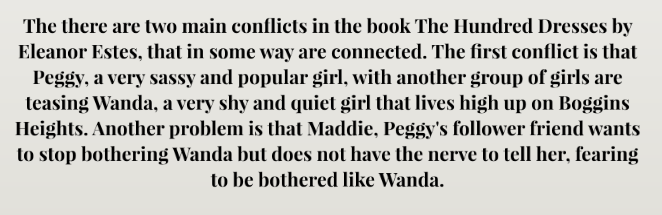 The there are two main conflicts in the book The Hundred Dresses by
Eleanor Estes, that in some way are connected. The first conflict is that
Peggy, a very sassy and popular girl, with another group of girls are
teasing Wanda, a very shy and quiet girl that lives high up on Boggins
Heights. Another problem is that Maddie, Peggy's follower friend wants
to stop bothering Wanda but does not have the nerve to tell her, fearing
to be bothered like Wanda.